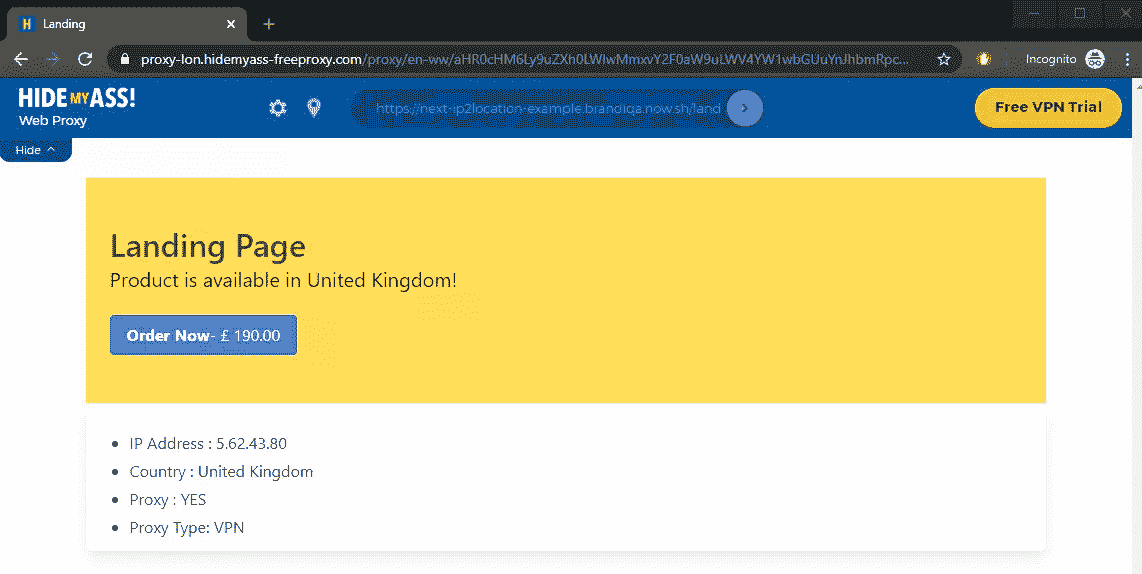 Landing
proxy-lon.hidemyass-freeproxy.com/proxy/en-ww/aHR0cHM6Ly9uZXh0LWlwMmxvY2F0aW9uLWV4YW1wbGUuYnJhbmRpc...
Incognito
HIDE MY ASS!
Web Proxy
https://next-ip2location-example.brandiqa.now.sh/land
Free VPN Trial
Hide
Landing Page
Product is available in United Kingdom!
Order Now- £ 190.00
IP Address : 5.62.43.80
Country : United Kingdom
Proxy : YES
Proxy Type: VPN